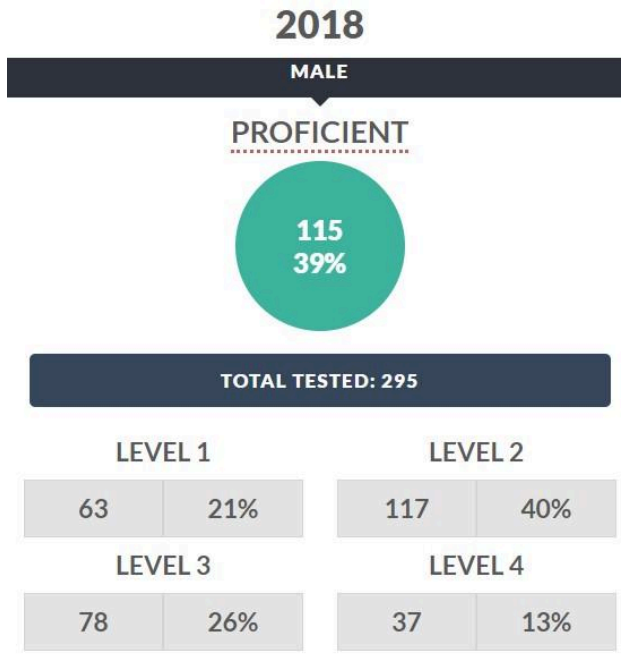 2018
MALE
PROFICIENT
115
39%
TOTAL TESTED: 295
LEVEL 1 LEVEL 2
63 21% 117 40%
LEVEL 3 LEVEL 4
78 26% 37 13%